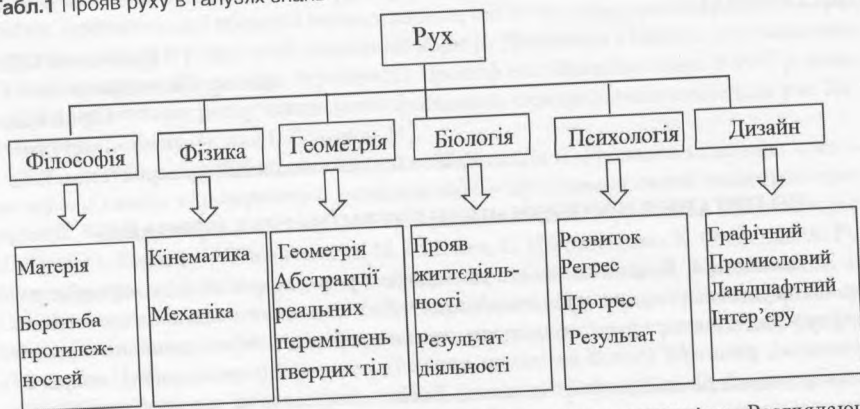 Табл.1 Прояв руху в галузях знань
Рух
Філософія
Фізика
Геометрія
Біологія
Психологія
Дизайн
Матерія
Боротьба
протилеж-
ностей
Кінематика
Механіка
Геометрія
Абстракції
реальних
переміщень
твердих тіл
Прояв
життєдіяль-
ності
Результат
діяльності
Розвиток
Регрес
Прогрес
Результат
Графічний
Промисловий
Ландшафтний
Інтер’єру